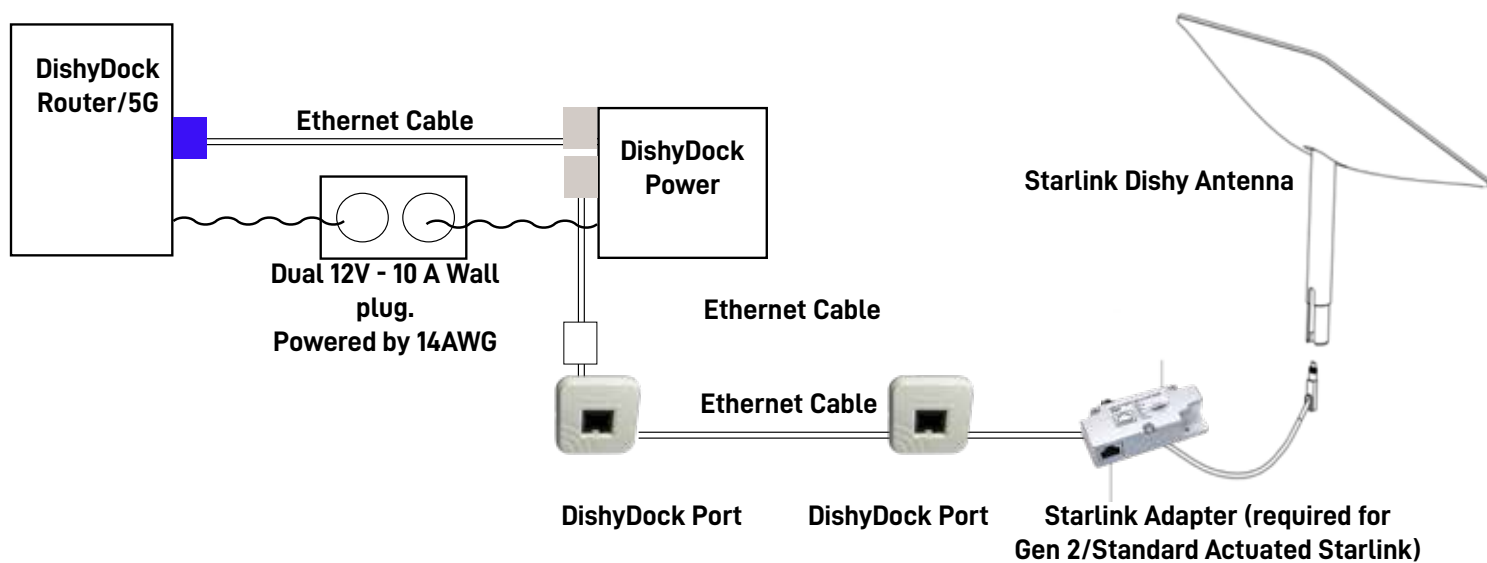 DishyDock
Router/5G
Ethernet Cable
DishyDock
Power
Starlink Dishy Antenna
Dual 12V - 10 A Wall
plug.
Powered by 14AWG
Ethernet Cable
Ethernet Cable
DishyDock Port
DishyDock Port
Starlink Adapter (required for
Gen 2/Standard Actuated Starlink)